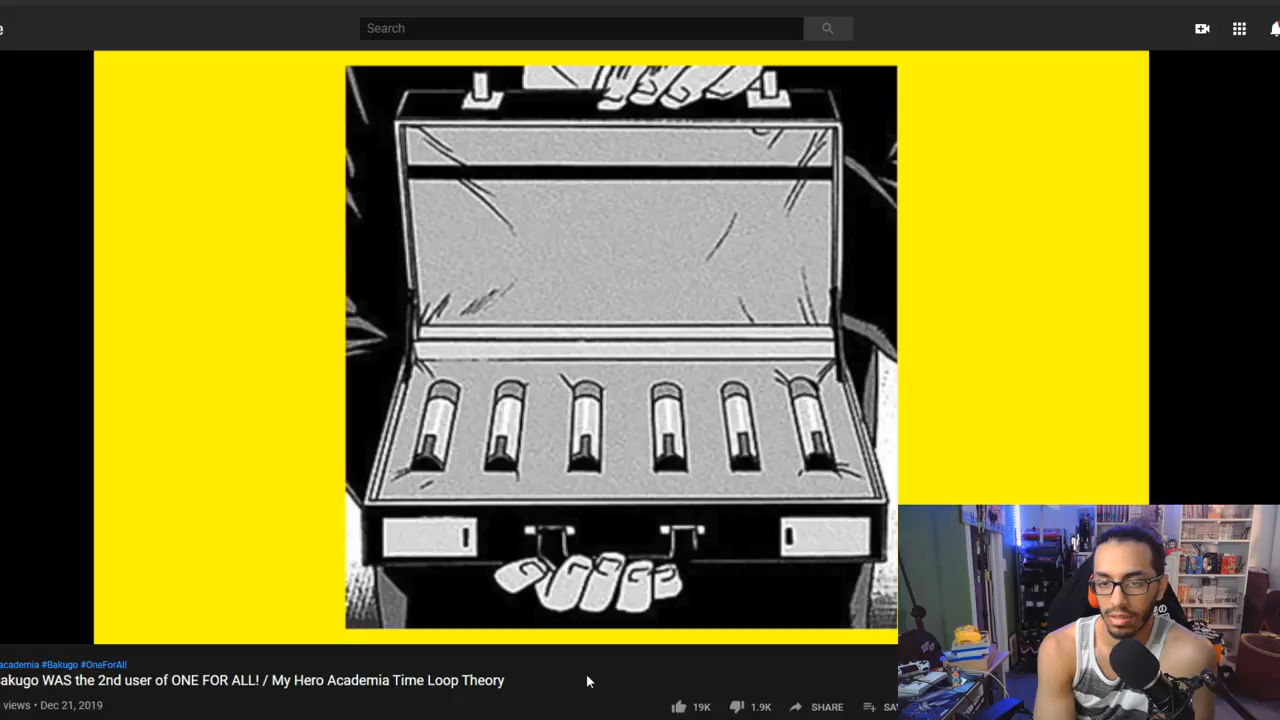 Search
academia #Bakugo #OneForAll
akugo WAS the 2nd user of ONE FOR ALL! / My Hero Academia Time Loop Theory
views • Dec 21, 2019
19K
1.9K
SHARE
SA